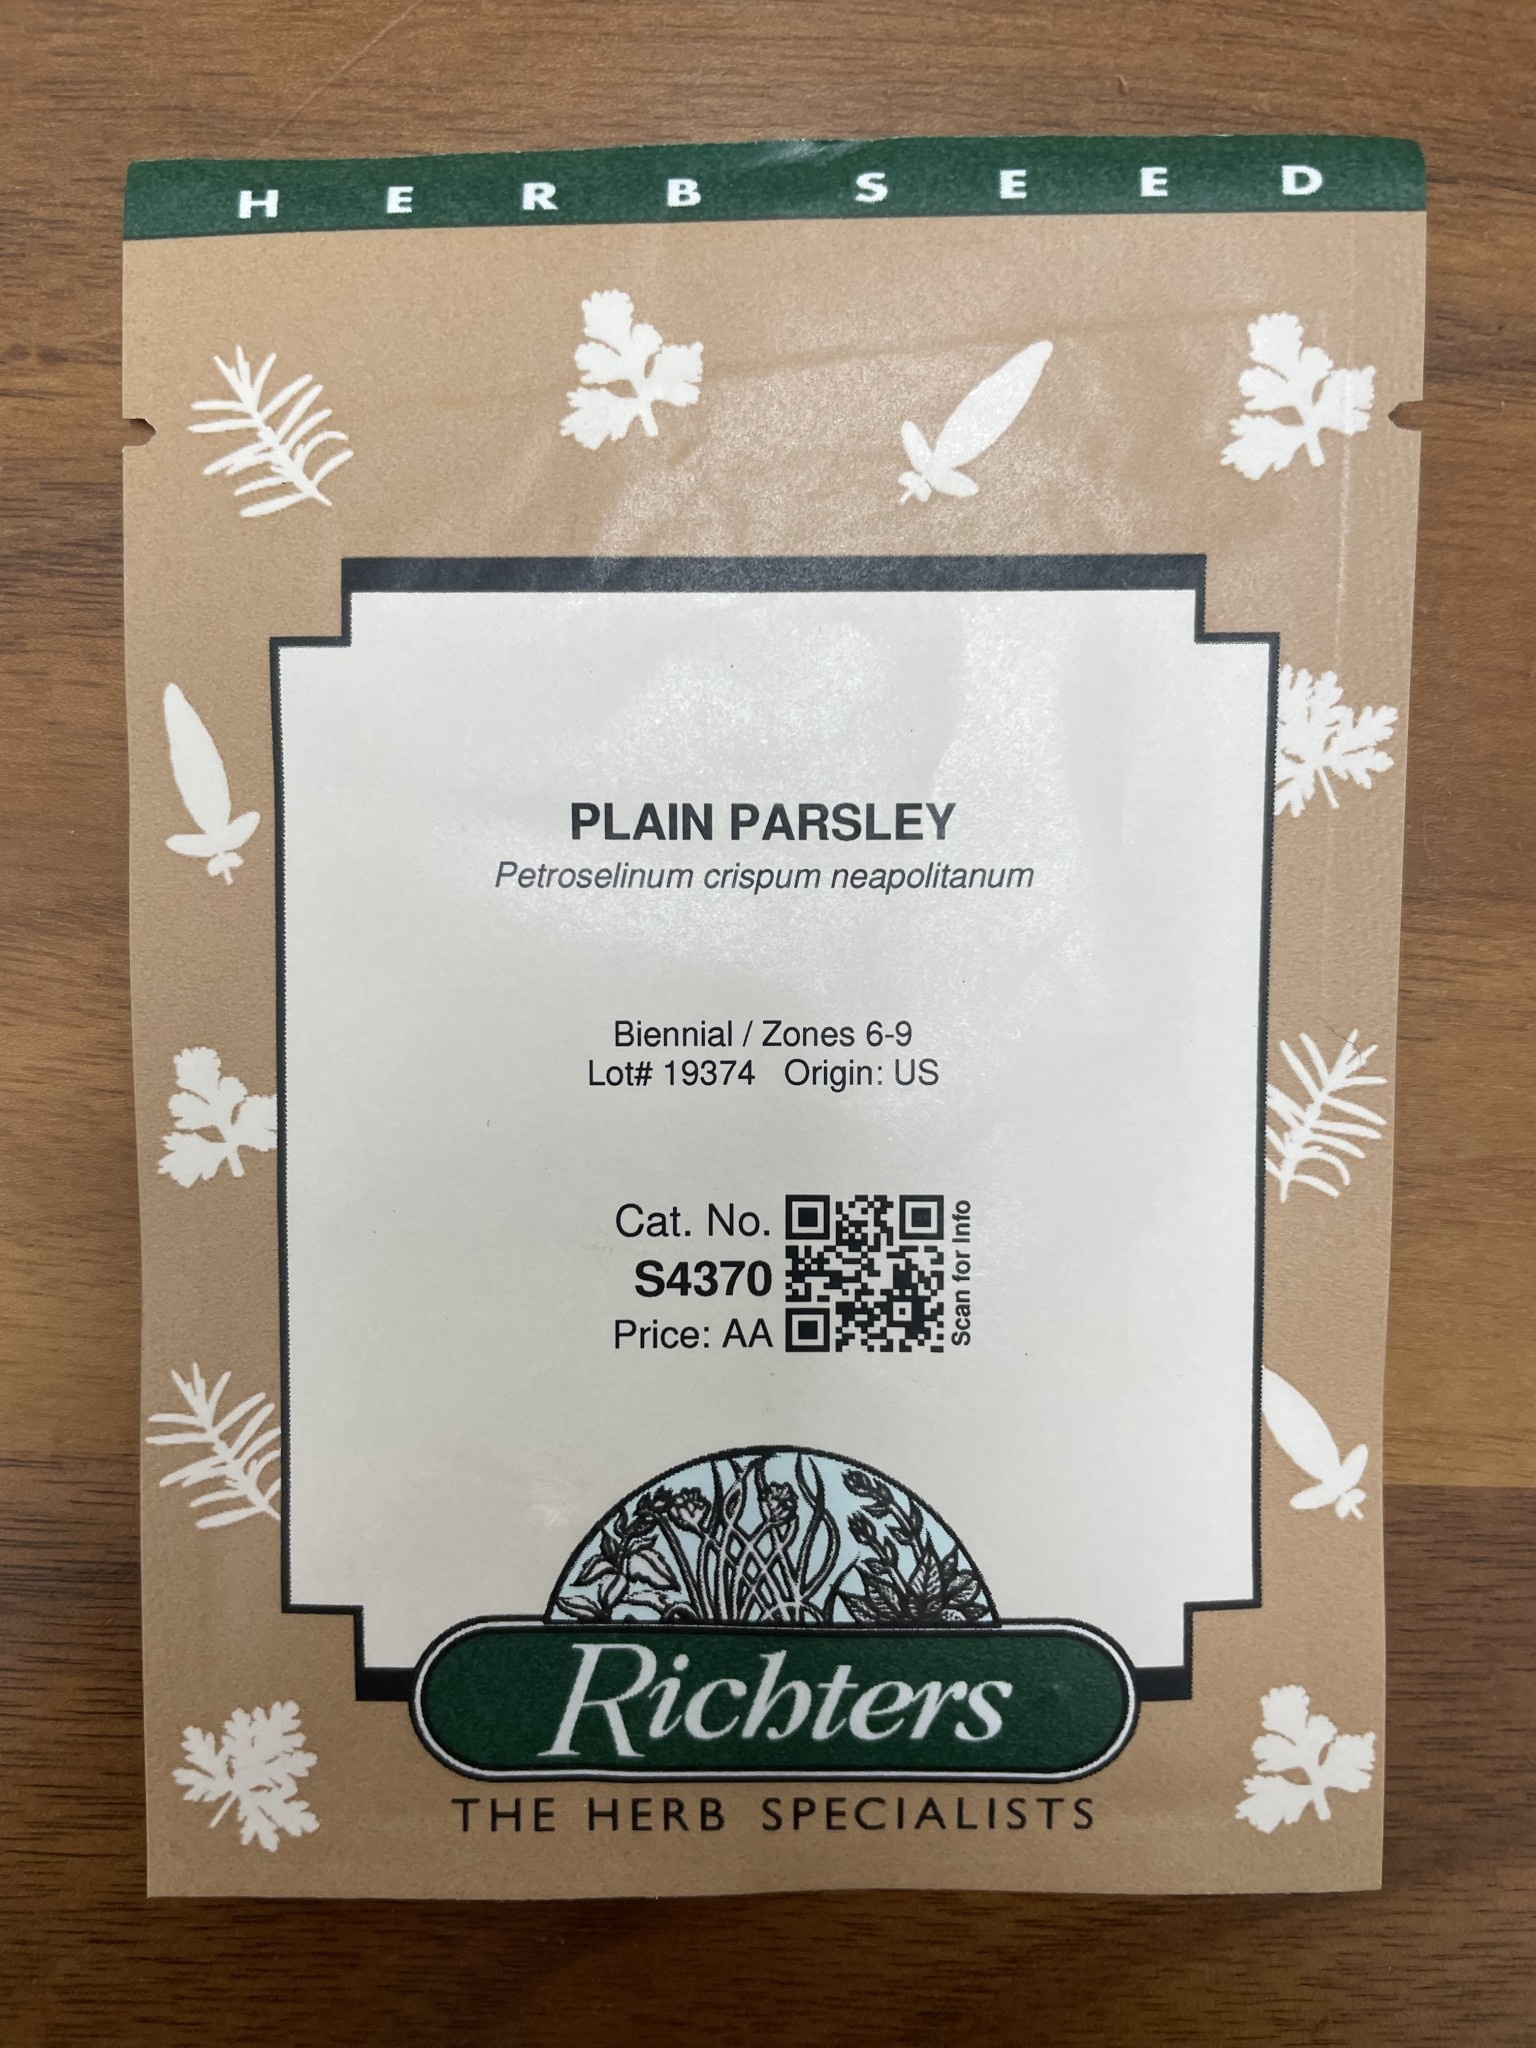 HERB SEED
PLAIN PARSLEY
Petroselinum crispum neapolitanum
Biennial / Zones 6-9
Lot# 19374 Origin: US
Cat. No.
S4370
Price: AA
Scan for Info
Richters
THE HERB SPECIALISTS